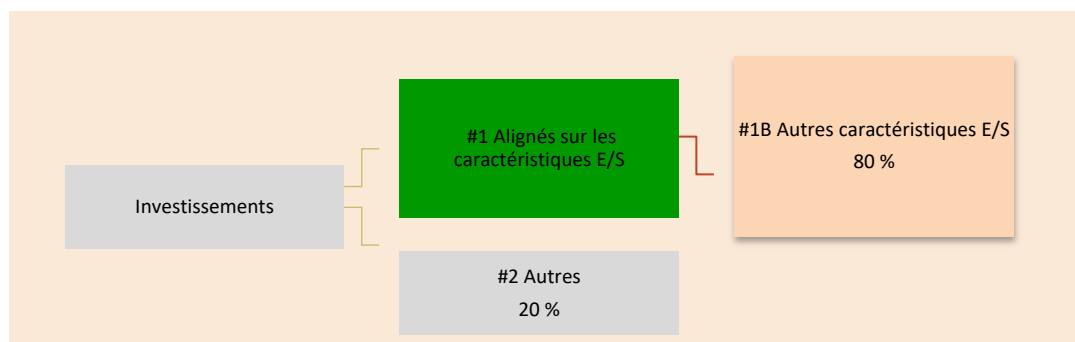 Investissements
#1 Alignés sur les
caractéristiques E/S
#2 Autres
20 %
#1B Autres caractéristiques E/S
80 %